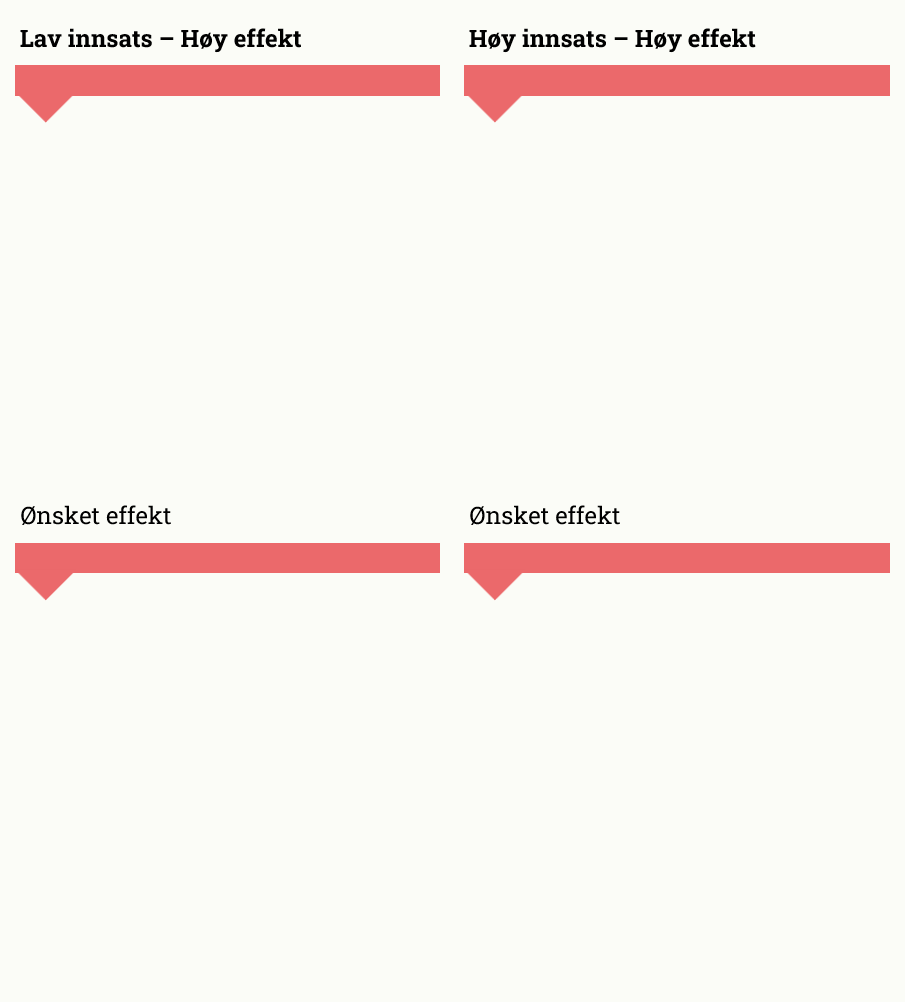 Lav innsats – Høy effekt
Høy innsats – Høy effekt
Ønsket effekt
Ønsket effekt